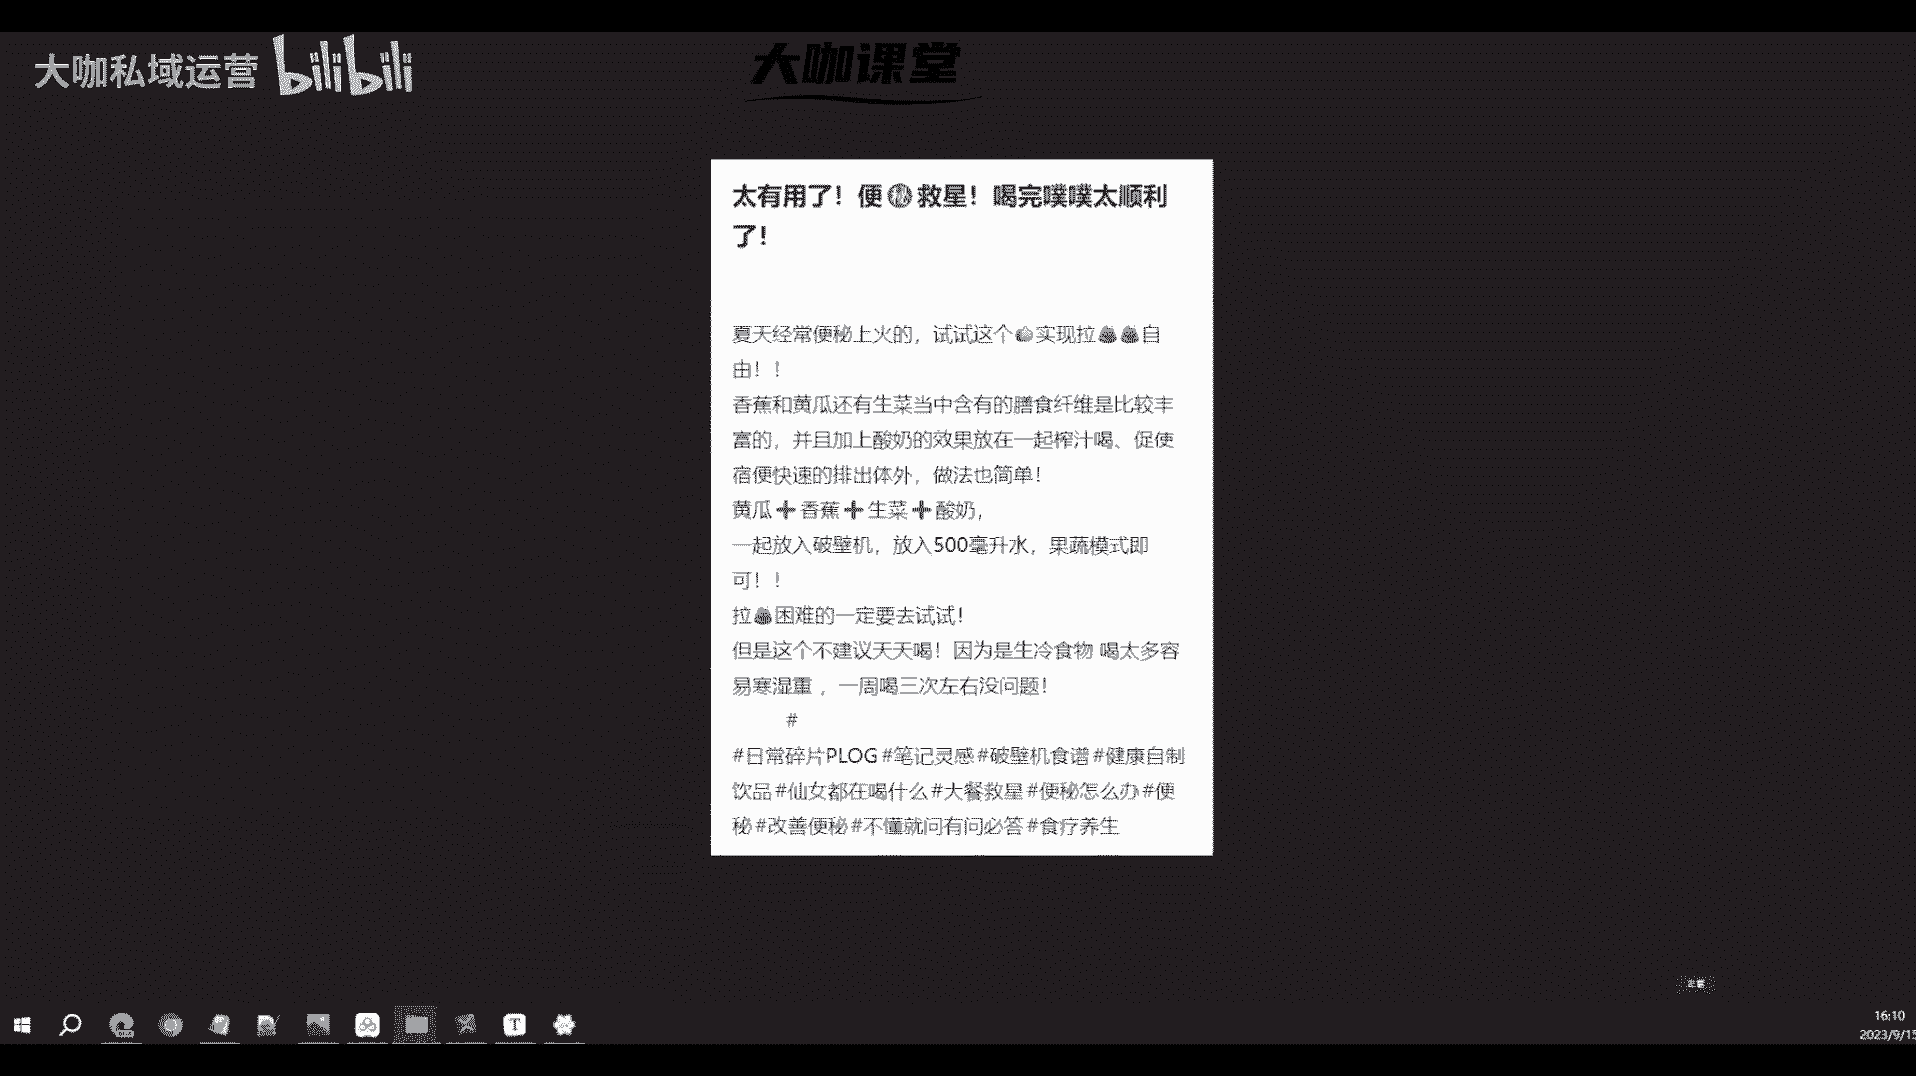 大咖私域运营 bilibili
大咖课堂
太有用了！便㊙救星！喝完噗噗太顺利
了！
夏天经常便秘上火的，试试这个👍🏻实现拉💩💩自
由！！
香蕉和黄瓜还有生菜当中含有的膳食纤维是比较丰
富的，并且加上酸奶的效果放在一起榨汁喝、促使
宿便快速的排出体外，做法也简单！
黄瓜➕香蕉➕生菜➕酸奶，
一起放入破壁机，放入500毫升水，果蔬模式即
可！！
拉💩困难的一定要去试试！
但是这个不建议天天喝！因为是生冷食物 喝太多容
易寒湿重 ，一周喝三次左右没问题！
#
#日常碎片PLOG #笔记灵感 #破壁机食谱 #健康自制
饮品 #仙女都在喝什么 #大餐救星 #便秘怎么办 #便
秘 #改善便秘 #不懂就问有问必答 #食疗养生
16:10
2023/9/15